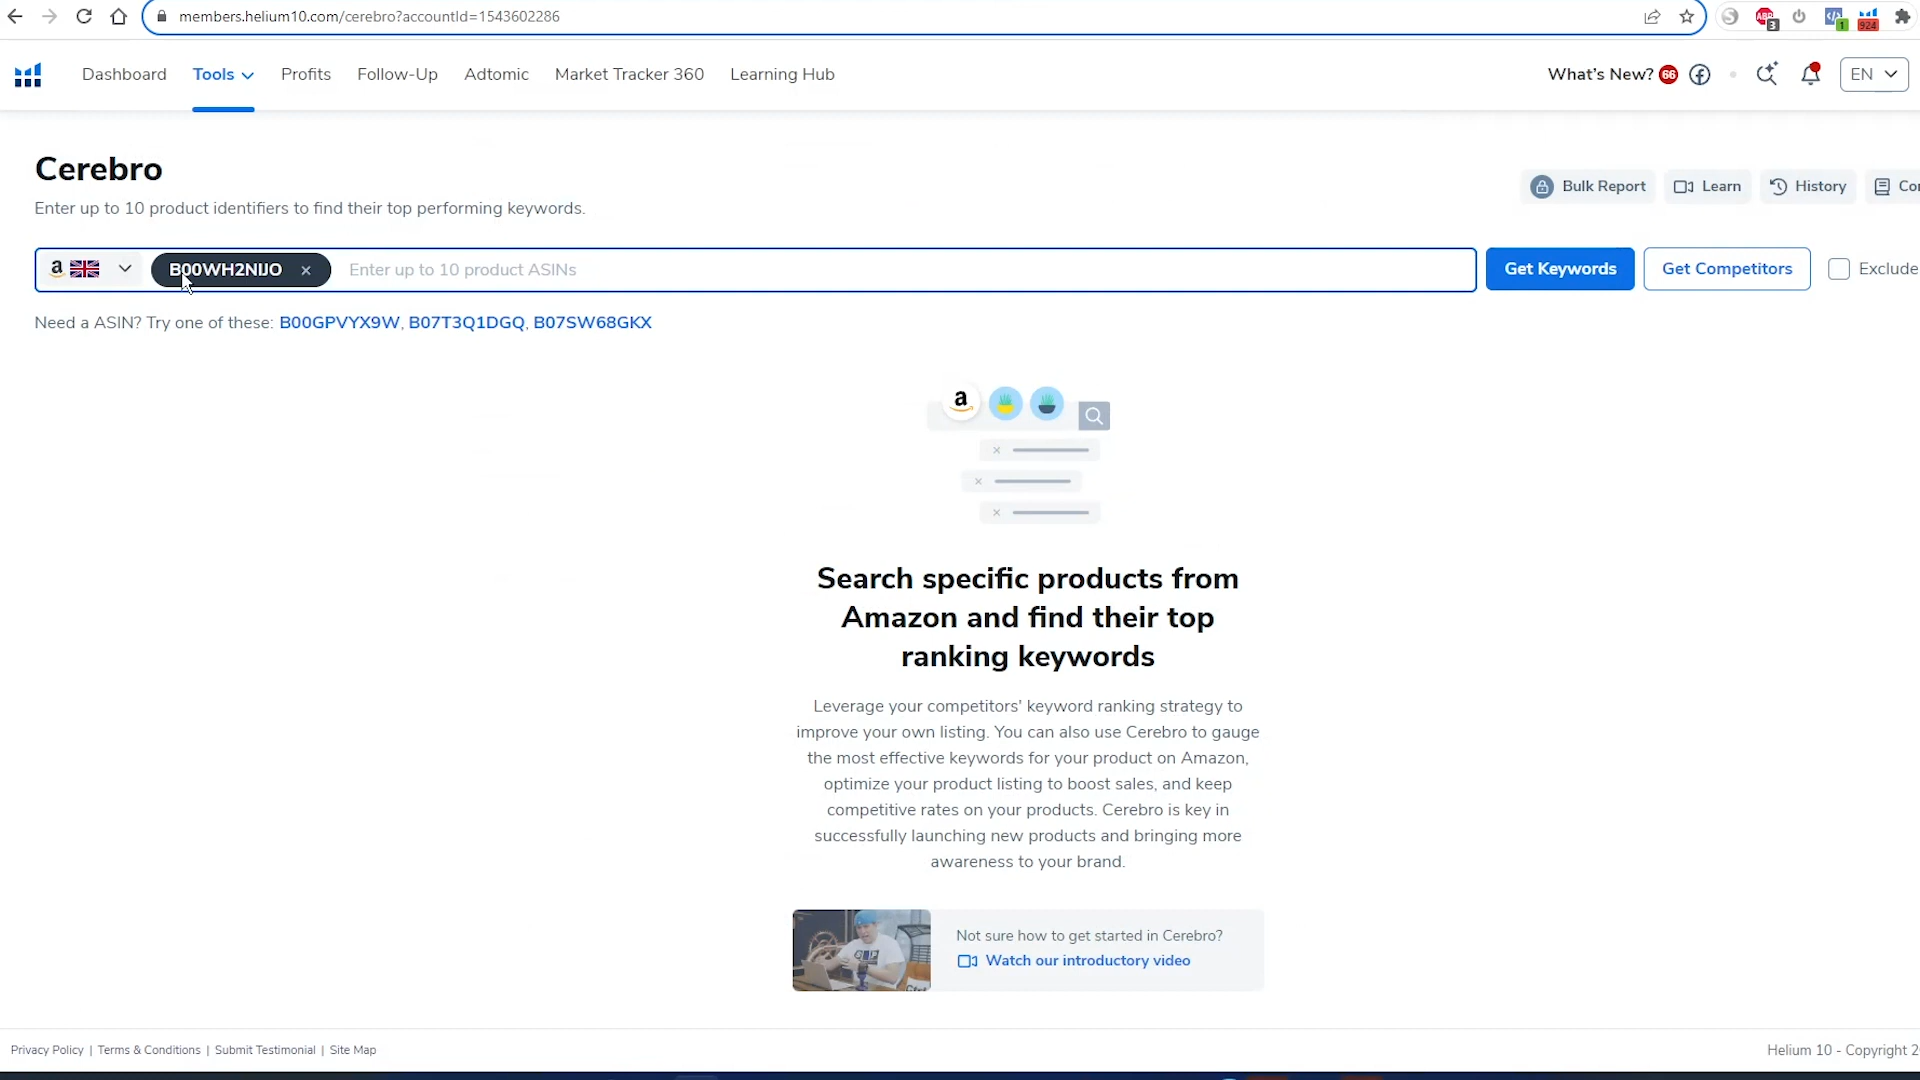 members.helium10.com/cerebro?accountId=1543602286
ABP
3
1
924
Dashboard Tools Profits Follow-Up Adtomic Market Tracker 360 Learning Hub
What's New? 66
EN
Cerebro
Enter up to 10 product identifiers to find their top performing keywords.
Bulk Report Learn History Co
a B00WH2NIJO × Enter up to 10 product ASINs Get Keywords Get Competitors Exclude
Need a ASIN? Try one of these: B00GPVYX9W, B07T3Q1DGQ, B07SW68GKX
a
Search specific products from
Amazon and find their top
ranking keywords
Leverage your competitors' keyword ranking strategy to
improve your own listing. You can also use Cerebro to gauge
the most effective keywords for your product on Amazon,
optimize your product listing to boost sales, and keep
competitive rates on your products. Cerebro is key in
successfully launching new products and bringing more
awareness to your brand.
Not sure how to get started in Cerebro?
Watch our introductory video
Privacy Policy | Terms & Conditions | Submit Testimonial | Site Map
Helium 10 - Copyright 2